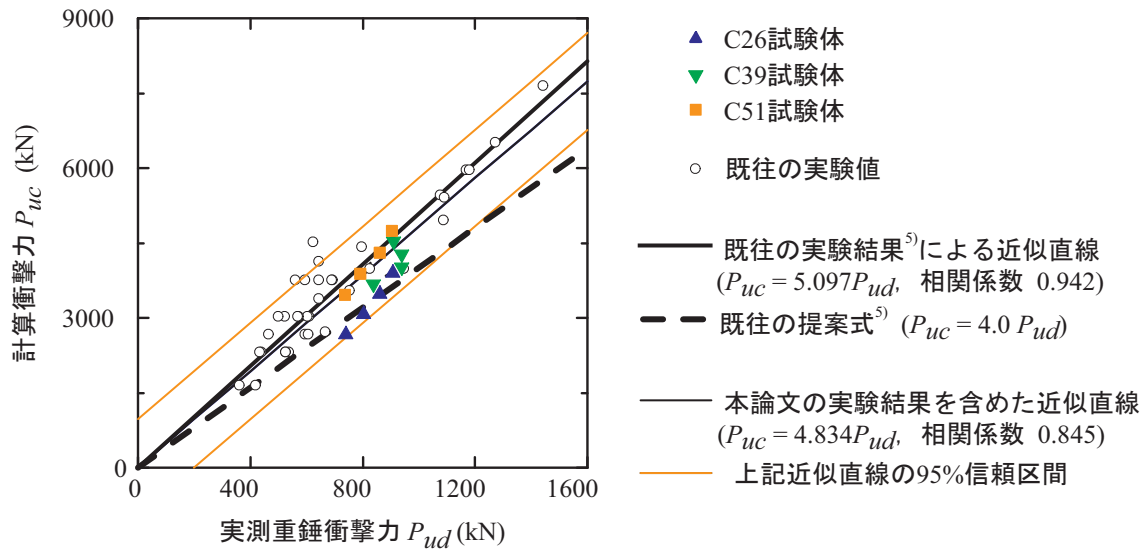 9000
6000
3000
0
計算衝撃力 Puc (kN)
0
400
800
1200
1600
実測重錘衝撃力 Pud (kN)
C26試験体
C39試験体
C51試験体
既往の実験値
既往の実験結果5)による近似直線
(Puc = 5.097Pud, 相関係数 0.942)
既往の提案式5) (Puc = 4.0 Pud)
本論文の実験結果を含めた近似直線
(Puc = 4.834Pud, 相関係数 0.845)
上記近似直線の95%信頼区間